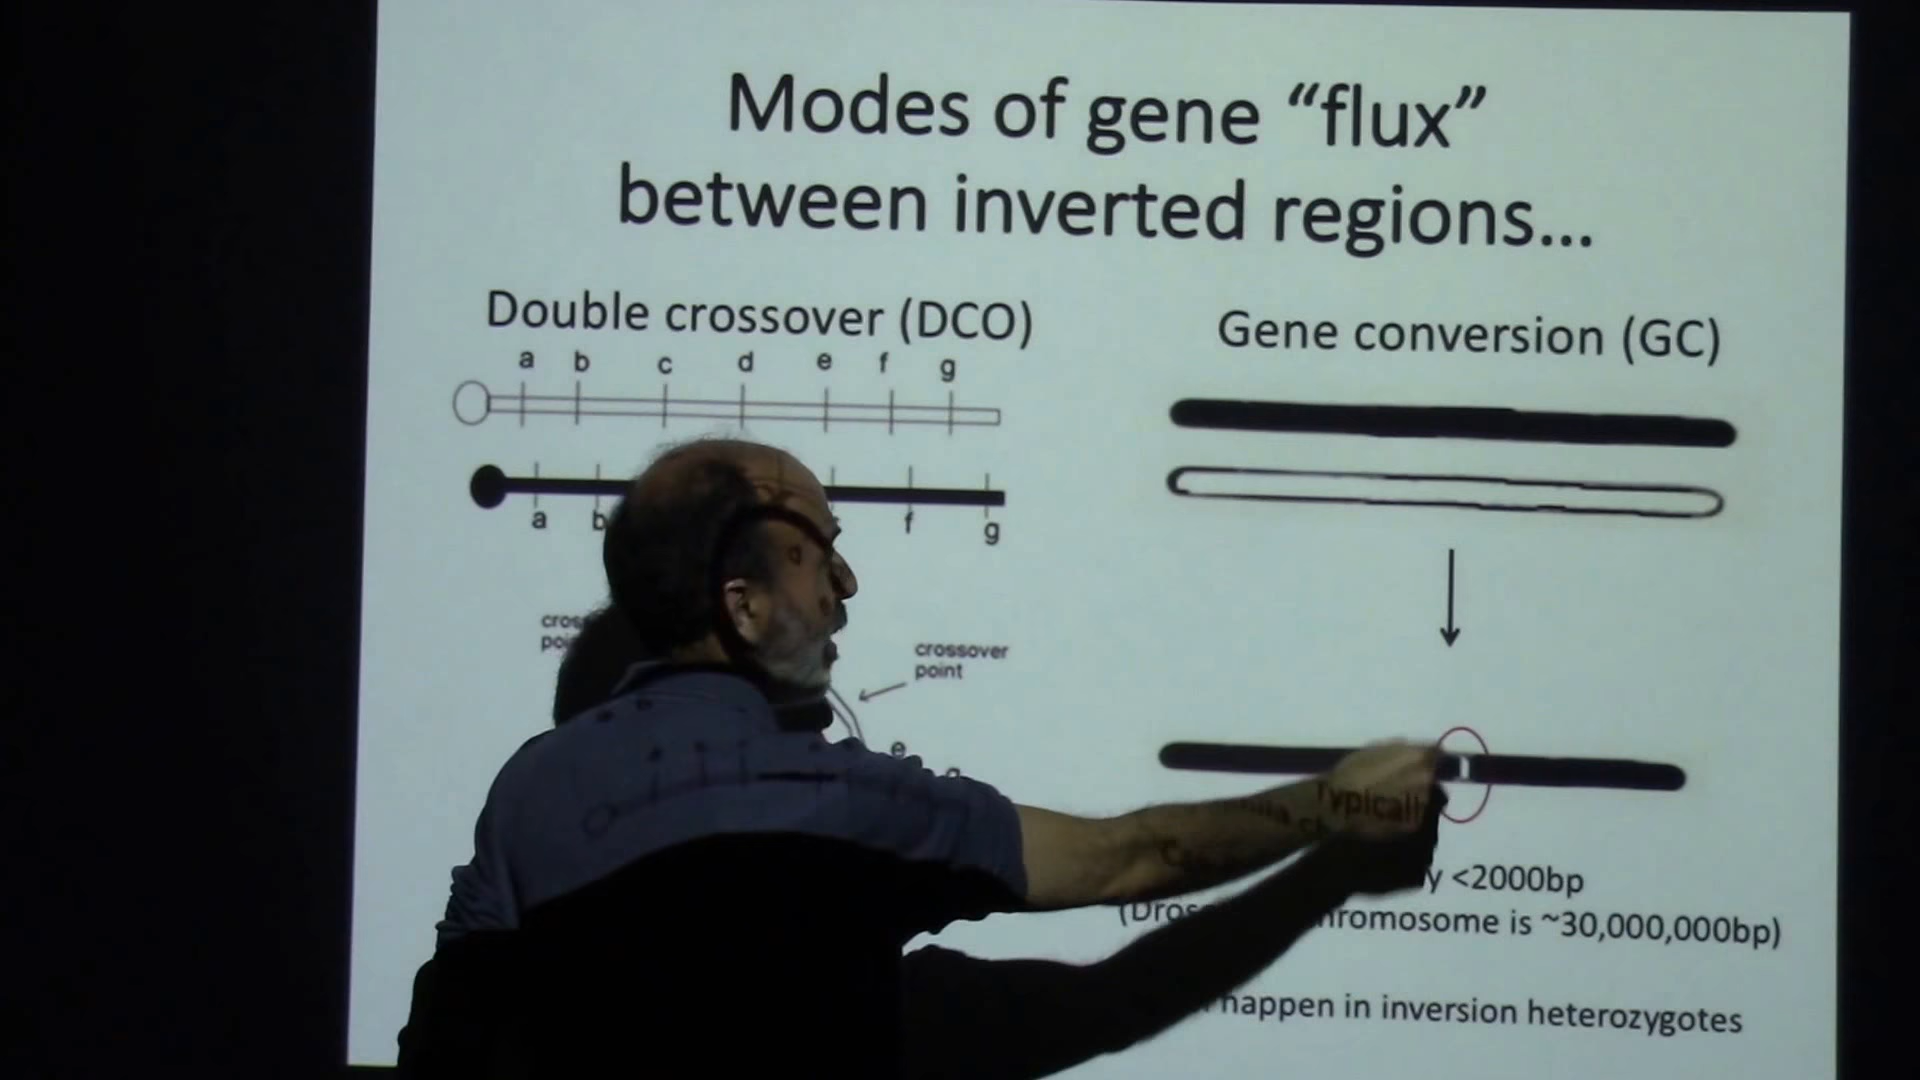 Modes of gene “flux”
between inverted regions...
Double crossover (DCO)
a b c d e f g
a b f g
crossover
point
e
Gene conversion (GC)
Typically <2000bp
chromosome is ~30,000,000bp)
happen in inversion heterozygotes